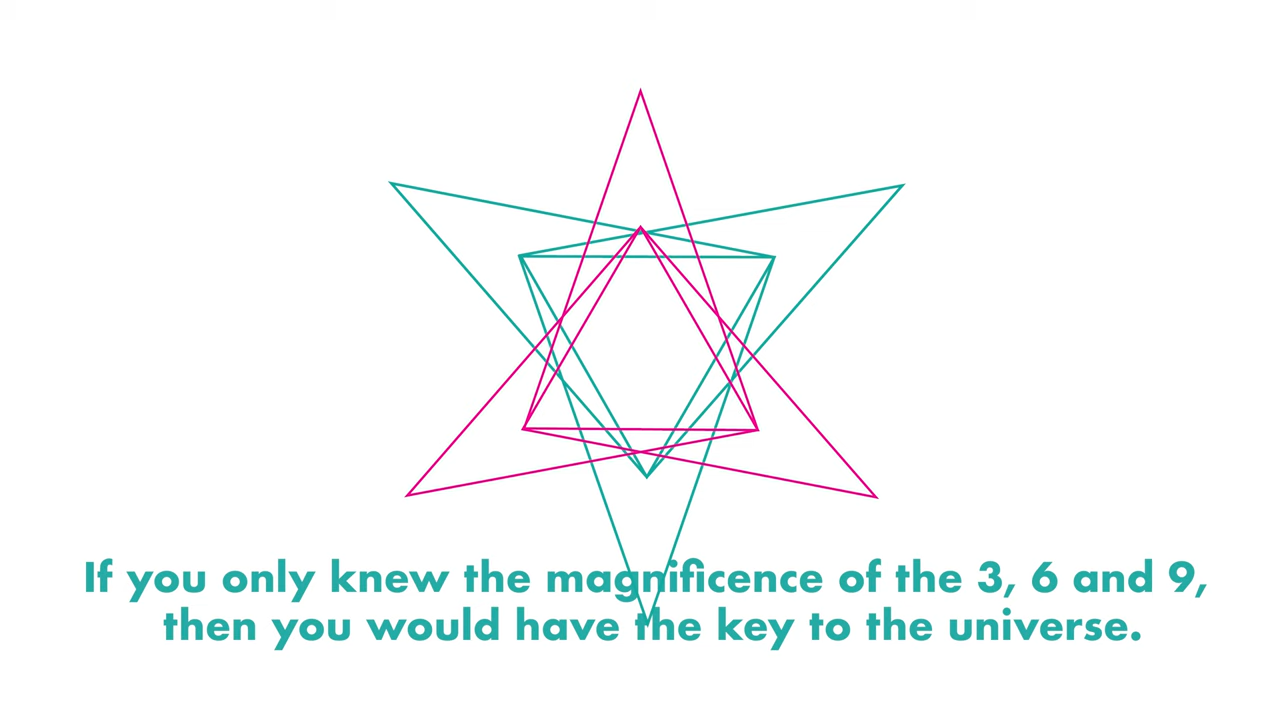 If you only knew the magnificence of the 3, 6 and 9,
then you would have the key to the universe.